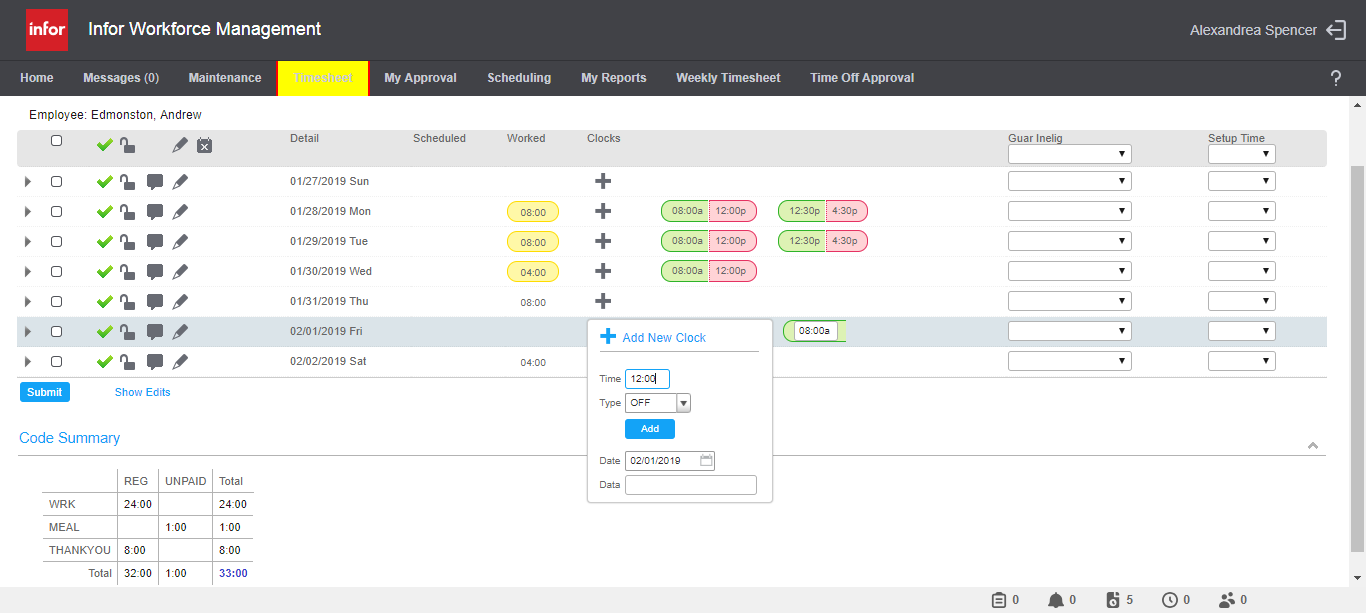 infor Infor Workforce Management Alexandrea Spencer
Home Messages (0) Maintenance Timesheet My Approval Scheduling My Reports Weekly Timesheet Time Off Approval ?
Employee: Edmonston, Andrew
Detail Scheduled Worked Clocks Guar Inelig Setup Time
01/27/2019 Sun
01/28/2019 Mon 08:00 08:00a 12:00p 12:30p 4:30p
01/29/2019 Tue 08:00 08:00a 12:00p 12:30p 4:30p
01/30/2019 Wed 04:00 08:00a 12:00p
01/31/2019 Thu 08:00
02/01/2019 Fri 08:00a
02/02/2019 Sat 04:00
Add New Clock
Time 12:00
Type OFF
Add
Date 02/01/2019
Data
Submit Show Edits
Code Summary
REG UNPAID Total
WRK 24:00 24:00
MEAL 1:00 1:00
THANKYOU 8:00 8:00
Total 32:00 1:00 33:00
0 0 5 0 0